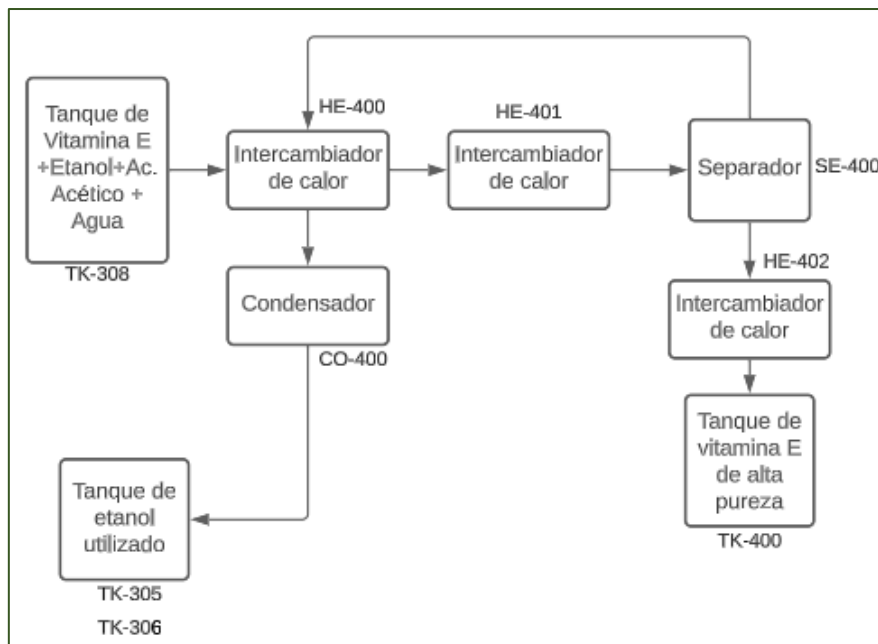 Tanque de
Vitamina E
+Etanol+Ac.
Acético +
Agua
TK-308
HE-400
Intercambiador
de calor
HE-401
Intercambiador
de calor
Separador
SE-400
Condensador
CO-400
HE-402
Intercambiador
de calor
Tanque de
vitamina E
de alta
pureza
TK-400
Tanque de
etanol
utilizado
TK-305
TK-306